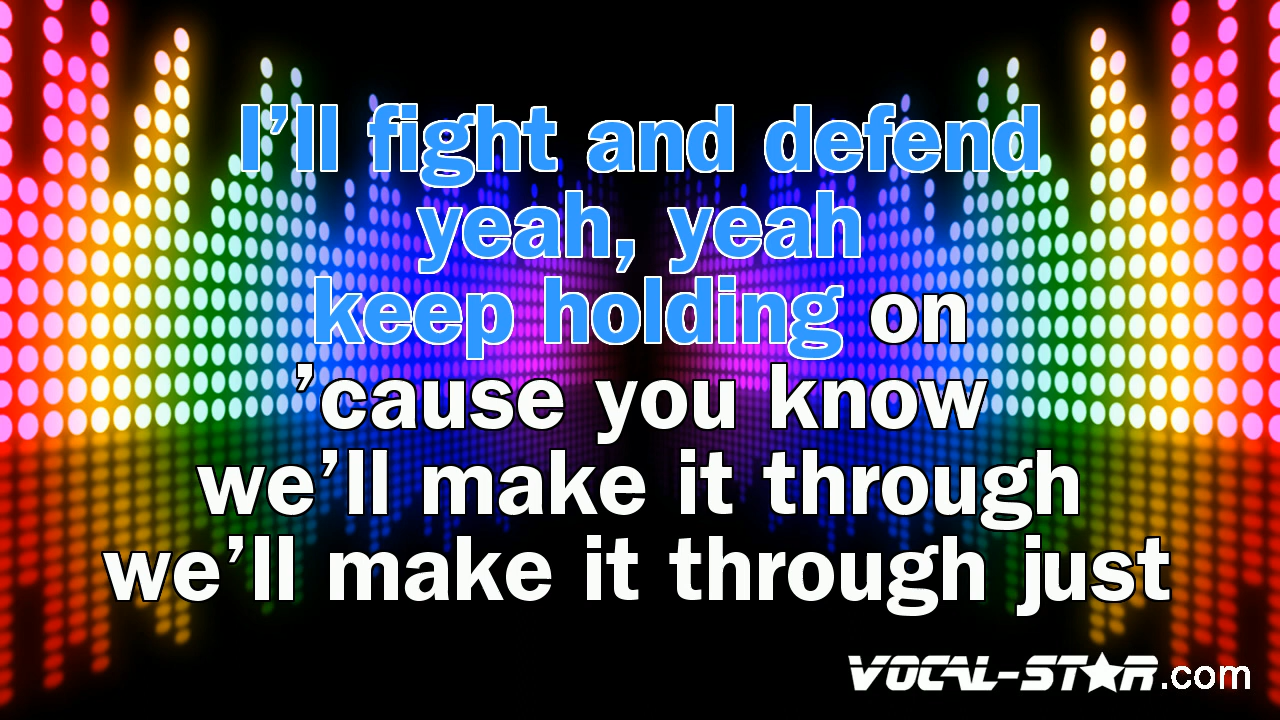 I'll fight and defend
yeah, yeah
keep holding on
'cause you know
we'll make it through
we'll make it through just
VOCAL-STAR.com